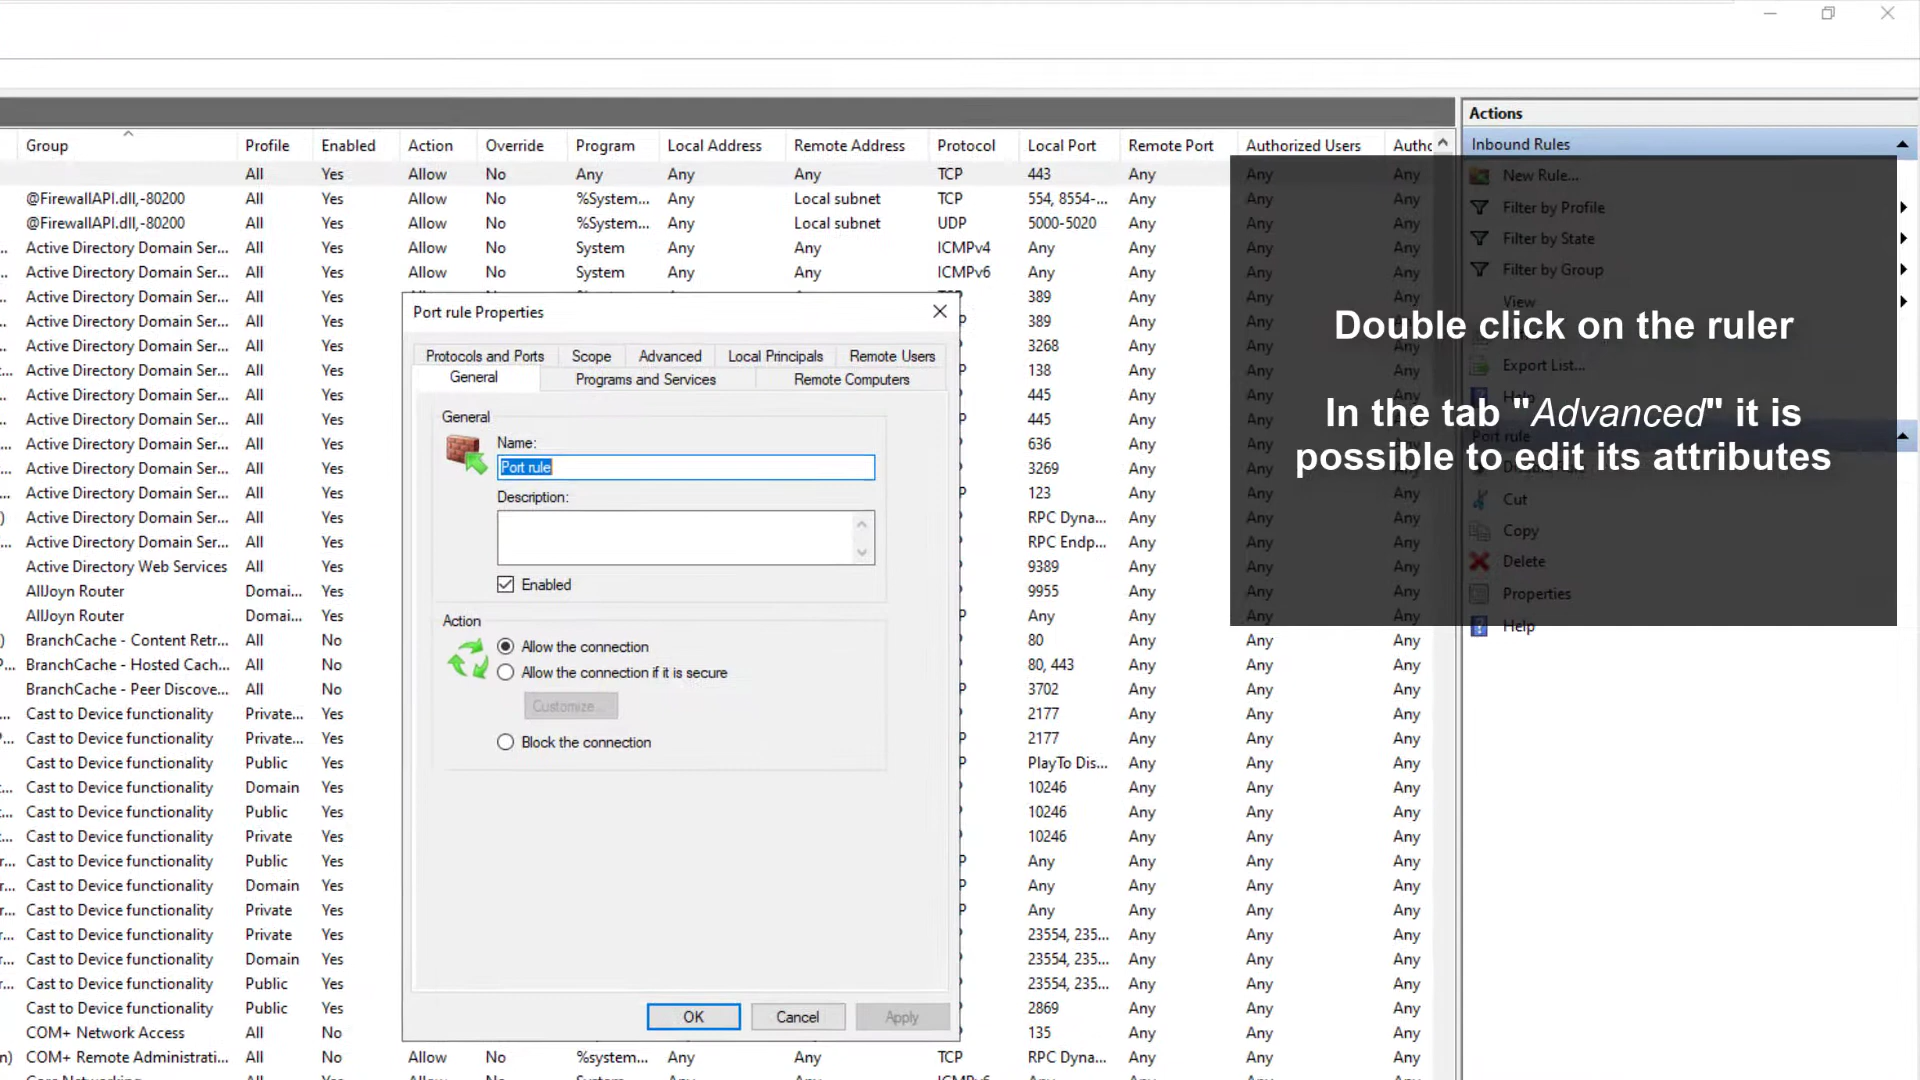 Actions
Group Profile Enabled Action Override Program Local Address Remote Address Protocol Local Port Remote Port Authorized Users Authc
Inbound Rules
All Yes Allow No Any Any Any TCP 443 Any Any Any
New Rule...
@FirewallAPI.dll,-80200 All Yes Allow No %System... Any Local subnet TCP 554, 8554-... Any Any Any
Filter by Profile
@FirewallAPI.dll,-80200 All Yes Allow No %System... Any Local subnet UDP 5000-5020 Any Any Any
Filter by State
... Active Directory Domain Ser... All Yes Allow No System Any Any ICMPv4 Any Any Any Any
Filter by Group
... Active Directory Domain Ser... All Yes Allow No System Any Any ICMPv6 Any Any Any Any
View
... Active Directory Domain Ser... All Yes 389 Any Any Any
... Active Directory Domain Ser... All Yes 389 Any Any Any
... Active Directory Domain Ser... All Yes 3268 Any Any Any
Export List...
... Active Directory Domain Ser... All Yes 138 Any Any Any
Help
... Active Directory Domain Ser... All Yes 445 Any Any Any
... Active Directory Domain Ser... All Yes 445 Any Any Any
Port rule
... Active Directory Domain Ser... All Yes 636 Any Any Any
... Active Directory Domain Ser... All Yes 3269 Any Any Any
... Active Directory Domain Ser... All Yes 123 Any Any Any
Cut
) Active Directory Domain Ser... All Yes RPC Dyna... Any Any Any
Copy
... Active Directory Domain Ser... All Yes RPC Endp... Any Any Any
Delete
Active Directory Web Services All Yes 9389 Any Any Any
Properties
AllJoyn Router Domai... Yes 9955 Any Any Any
AllJoyn Router Domai... Yes Any Any Any Any
Help
) BranchCache - Content Retr... All No 80 Any Any Any
P... BranchCache - Hosted Cach... All No 80, 443 Any Any Any
BranchCache - Peer Discove... All No 3702 Any Any Any
... Cast to Device functionality Private... Yes 2177 Any Any Any
P... Cast to Device functionality Private... Yes 2177 Any Any Any
Cast to Device functionality Public Yes PlayTo Dis... Any Any Any
t... Cast to Device functionality Domain Yes 10246 Any Any Any
t... Cast to Device functionality Public Yes 10246 Any Any Any
t... Cast to Device functionality Private Yes 10246 Any Any Any
r... Cast to Device functionality Public Yes Any Any Any Any
r... Cast to Device functionality Domain Yes Any Any Any Any
r... Cast to Device functionality Private Yes Any Any Any Any
r... Cast to Device functionality Private Yes 23554, 235... Any Any Any
r... Cast to Device functionality Domain Yes 23554, 235... Any Any Any
r... Cast to Device functionality Public Yes 23554, 235... Any Any Any
Cast to Device functionality Public Yes 2869 Any Any Any
COM+ Network Access All No 135 Any Any Any
n) COM+ Remote Administrati... All No Allow No %system... Any Any TCP RPC Dyna... Any Any Any
Port rule Properties
Protocols and Ports Scope Advanced Local Principals Remote Users
General Programs and Services Remote Computers
General
Name:
Port rule
Description:
Enabled
Action
Allow the connection
Allow the connection if it is secure
Customize...
Block the connection
OK Cancel Apply
Double click on the ruler
In the tab "Advanced" it is
possible to edit its attributes